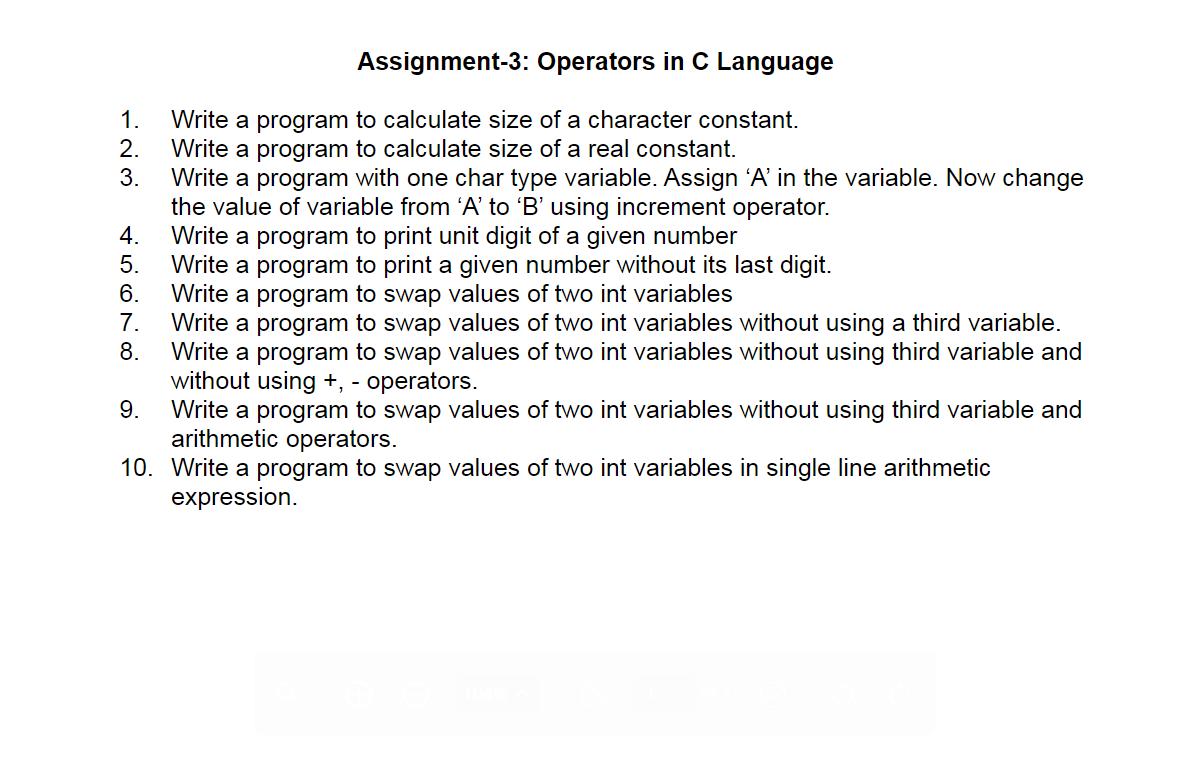 Assignment-3: Operators in C Language
1. Write a program to calculate size of a character constant.
2. Write a program to calculate size of a real constant.
3. Write a program with one char type variable. Assign ‘A’ in the variable. Now change
the value of variable from ‘A’ to ‘B’ using increment operator.
4. Write a program to print unit digit of a given number
5. Write a program to print a given number without its last digit.
6. Write a program to swap values of two int variables
7. Write a program to swap values of two int variables without using a third variable.
8. Write a program to swap values of two int variables without using third variable and
without using +, - operators.
9. Write a program to swap values of two int variables without using third variable and
arithmetic operators.
10. Write a program to swap values of two int variables in single line arithmetic
expression.